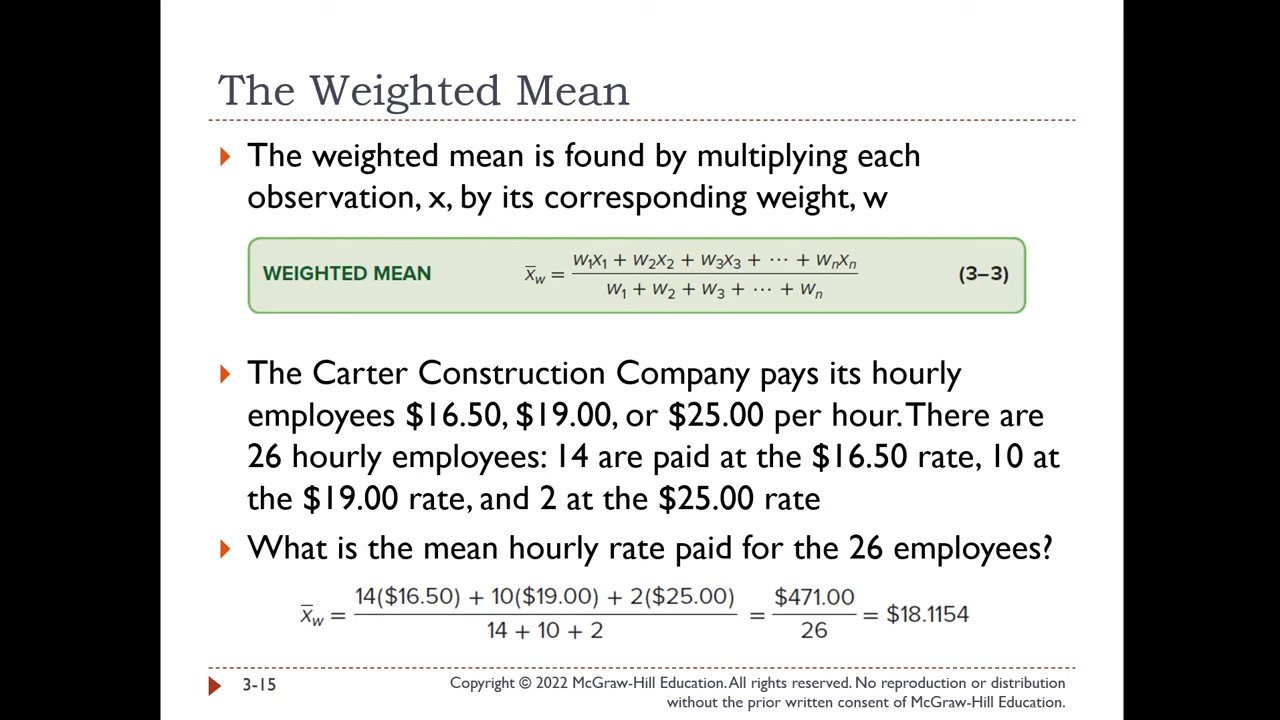 The Weighted Mean
The weighted mean is found by multiplying each
observation, x, by its corresponding weight, w
WEIGHTED MEAN x̄w = (w1x1 + w2x2 + w3x3 + ⋯ + wnxn) / (w1 + w2 + w3 + ⋯ + wn) (3–3)
The Carter Construction Company pays its hourly
employees $16.50, $19.00, or $25.00 per hour. There are
26 hourly employees: 14 are paid at the $16.50 rate, 10 at
the $19.00 rate, and 2 at the $25.00 rate
What is the mean hourly rate paid for the 26 employees?
x̄w = (14($16.50) + 10($19.00) + 2($25.00)) / (14 + 10 + 2) = $471.00 / 26 = $18.1154
3-15
Copyright © 2022 McGraw-Hill Education. All rights reserved. No reproduction or distribution
without the prior written consent of McGraw-Hill Education.